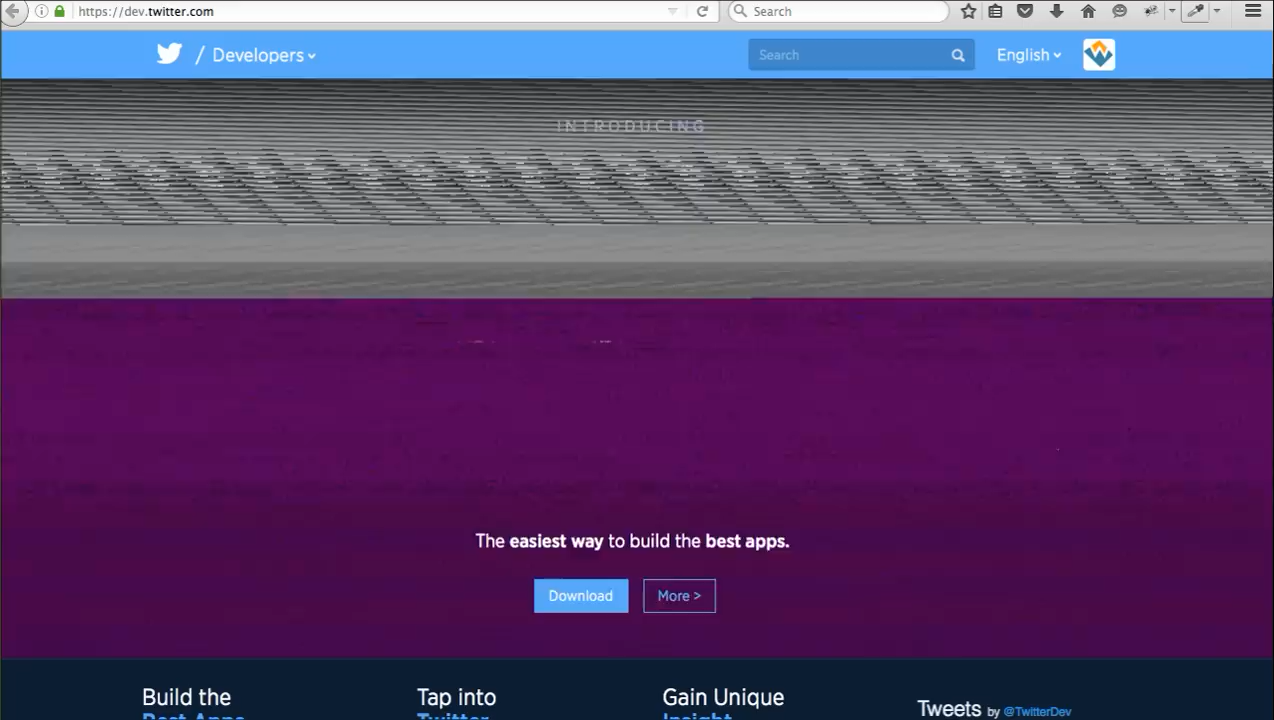 https://dev.twitter.com
Search
/ Developers
Search
English
INTRODUCING
The easiest way to build the best apps.
Download
More >
Build the
Best Apps
Tap into
Twitter
Gain Unique
Insight
Tweets by @TwitterDev